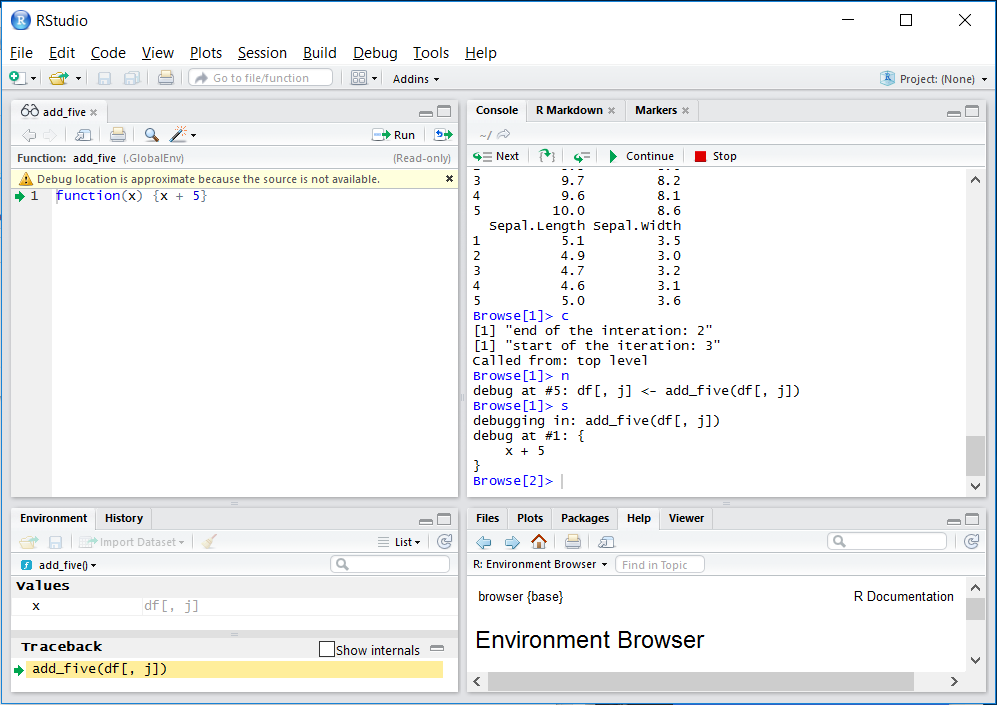 RStudio
File Edit Code View Plots Session Build Debug Tools Help
Go to file/function Addins Project: (None)
add_five
Run
Function: add_five (.GlobalEnv) (Read-only)
Debug location is approximate because the source is not available.
1 function(x) {x + 5}
Console R Markdown Markers
~/
Next Continue Stop
3 9.7 8.2
4 9.6 8.1
5 10.0 8.6
Sepal.Length Sepal.Width
1 5.1 3.5
2 4.9 3.0
3 4.7 3.2
4 4.6 3.1
5 5.0 3.6
Browse[1]> c
[1] "end of the interation: 2"
[1] "start of the iteration: 3"
Called from: top level
Browse[1]> n
debug at #5: df[, j] <- add_five(df[, j])
Browse[1]> s
debugging in: add_five(df[, j])
debug at #1: {
x + 5
}
Browse[2]>
Environment History
Import Dataset List
add_five()
Values
x df[, j]
Traceback Show internals
add_five(df[, j])
Files Plots Packages Help Viewer
R: Environment Browser Find in Topic
browser {base} R Documentation
Environment Browser